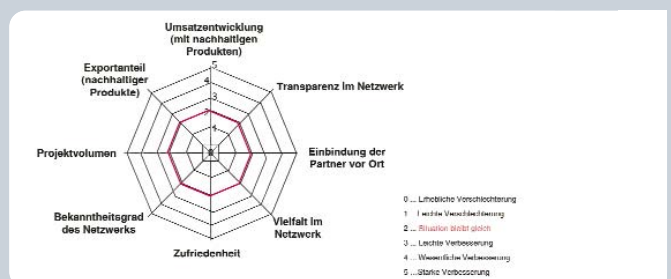 Umsatzentwicklung
(mit nachhaltigen
Produkten)
5
Exportanteil
(nachhaltiger
Produkte)
4
Transparenz im Netzwerk
3
2
1
0
Projektvolumen
Einbindung der
Partner vor Ort
Bekanntheitsgrad
des Netzwerks
Vielfalt im
Netzwerk
Zufriedenheit
0 ... Erhebliche Verschlechterung
1 Leichte Verschlechterung
2 ... Situation bleibt gleich
3 ... Leichte Verbesserung
4 ... Wesentliche Verbesserung
5 ...Starke Verbesserung